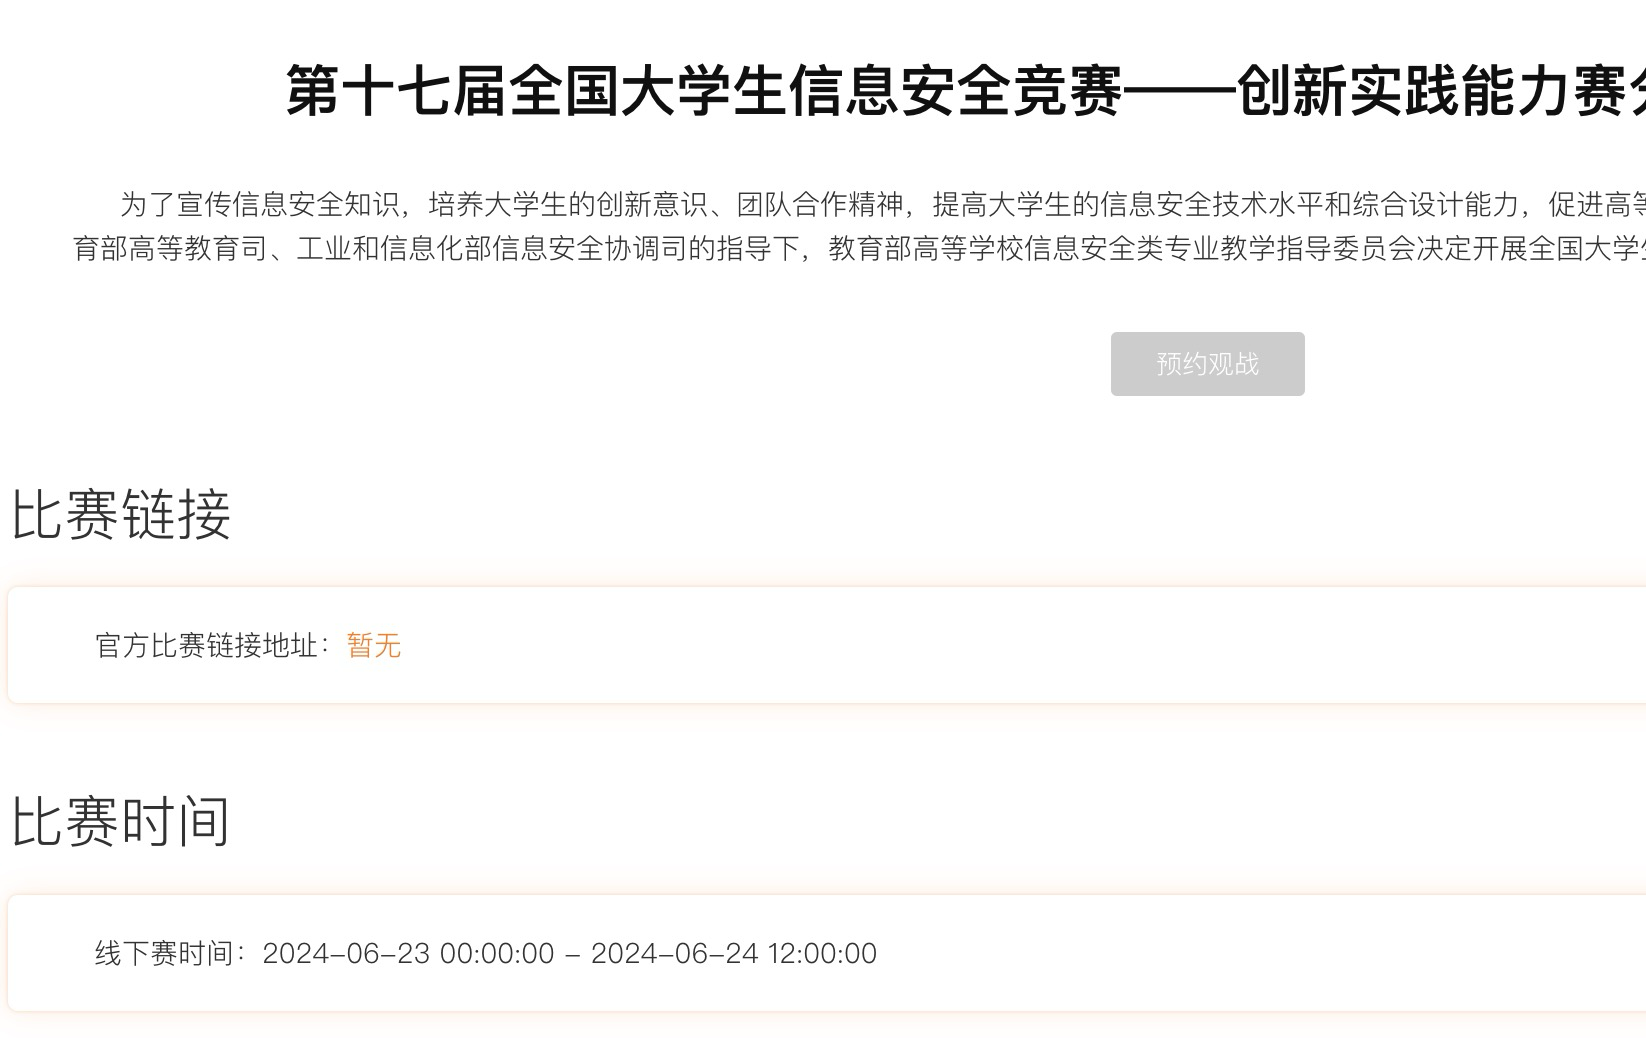 第十七届全国大学生信息安全竞赛——创新实践能力赛
为了宣传信息安全知识，培养大学生的创新意识、团队合作精神，提高大学生的信息安全技术水平和综合设计能力，促进高等
育部高等教育司、工业和信息化部信息安全协调司的指导下，教育部高等学校信息安全类专业教学指导委员会决定开展全国大学生
预约观战
比赛链接
官方比赛链接地址：暂无
比赛时间
线下赛时间：2024-06-23 00:00:00 - 2024-06-24 12:00:00